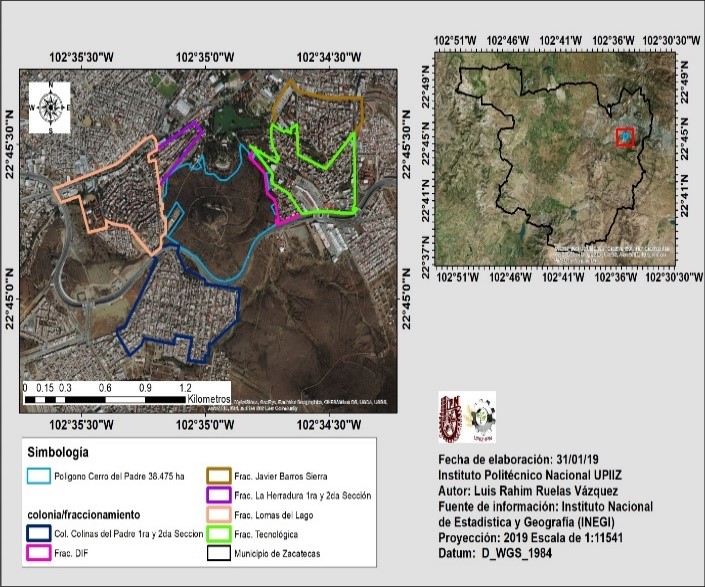 102°35'30"W 102°35'0"W 102°34'30"W
22°45'30"N
22°45'0"N
N
W E
S
22°45'30"N
22°45'0"N
0 0.15 0.3 0.6 0.9 1.2
Kilometros
102°35'30"W 102°35'0"W 102°34'30"W
102°51'W 102°46'W 102°41'W 102°36'W 102°30'30"W
22°49'N
22°45'N
22°41'N
22°37'N
22°49'N
22°45'N
22°41'N
22°37'N
102°51'W 102°46'W 102°41'W 102°36'W 102°30'30"W
Simbología
Poligono Cerro del Padre 38.475 ha
colonia/fraccionamiento
Col. Colinas del Padre 1ra y 2da Seccion
Frac. DIF
Frac. Javier Barros Sierra
Frac. La Herradura 1ra y 2da Sección
Frac. Lomas del Lago
Frac. Tecnológica
Municipio de Zacatecas
Fecha de elaboración: 31/01/19
Instituto Politécnico Nacional UPIIZ
Autor: Luis Rahim Ruelas Vázquez
Fuente de información: Instituto Nacional
de Estadística y Geografía (INEGI)
Proyección: 2019 Escala de 1:11541
Datum: D_WGS_1984